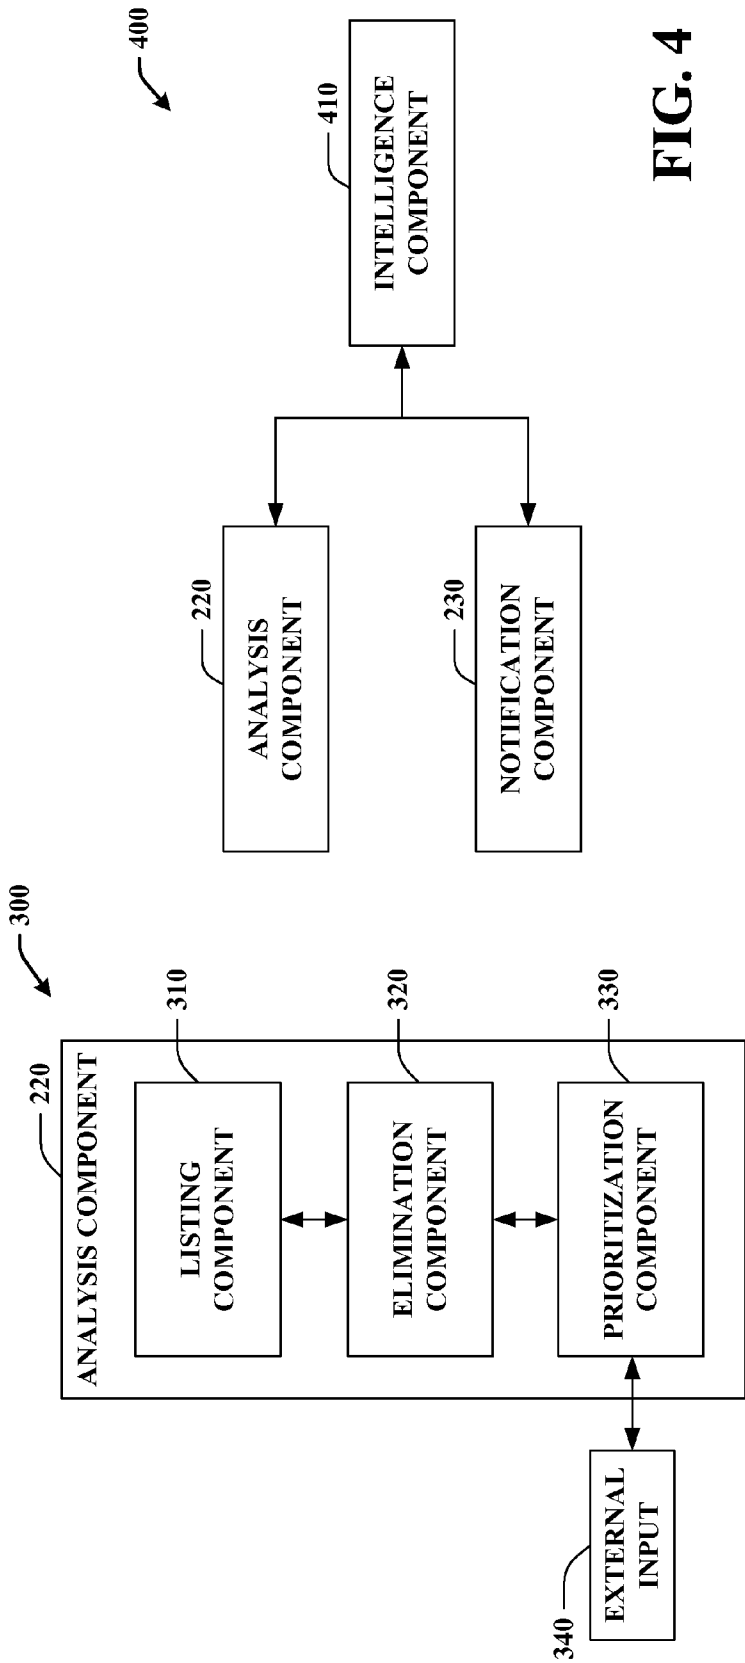 300
220
ANALYSIS COMPONENT
310
LISTING
COMPONENT
320
ELIMINATION
COMPONENT
330
PRIORITIZATION
COMPONENT
340
EXTERNAL
INPUT
400
220
ANALYSIS
COMPONENT
230
NOTIFICATION
COMPONENT
410
INTELLIGENCE
COMPONENT
FIG. 4